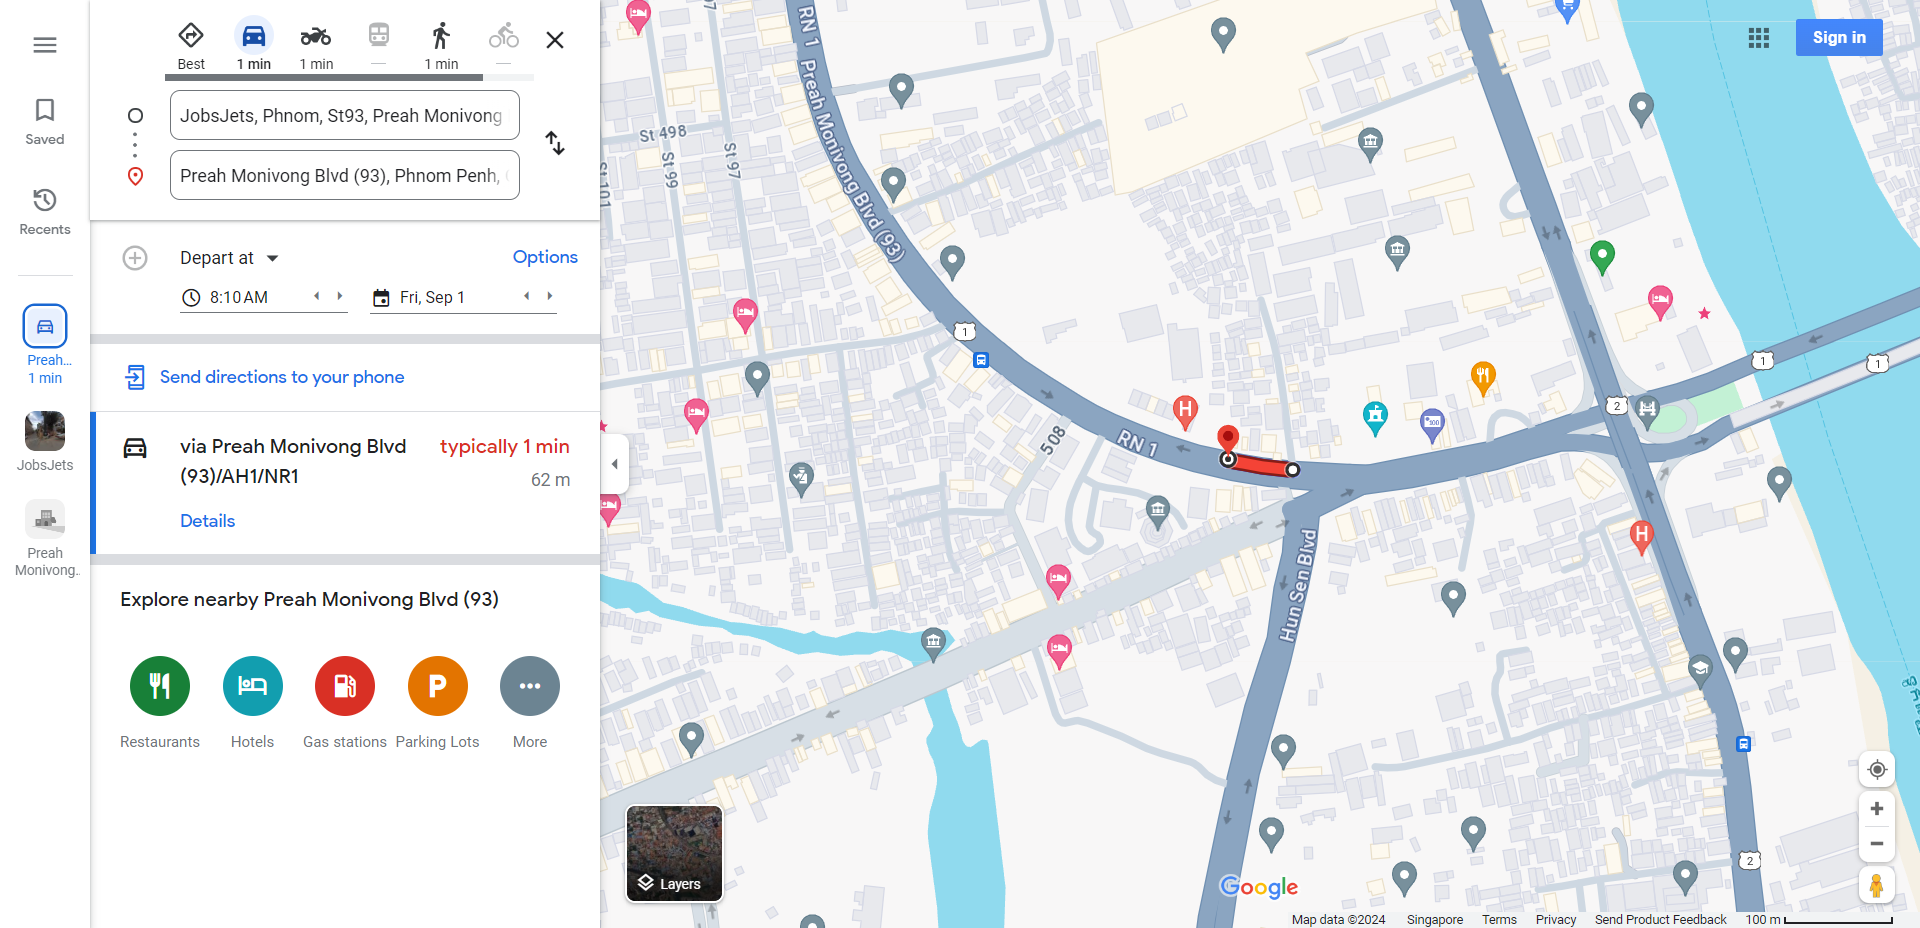 Saved
Recents
Preah...
1 min
JobsJets
Preah
Monivong..
Best
1 min
1 min
1 min
JobsJets, Phnom, St93, Preah Monivong
Preah Monivong Blvd (93), Phnom Penh,
Depart at
Options
8:10 AM
Fri, Sep 1
Send directions to your phone
via Preah Monivong Blvd
(93)/AH1/NR1
typically 1 min
62 m
Details
Explore nearby Preah Monivong Blvd (93)
Restaurants
Hotels
Gas stations
P
Parking Lots
More
Sign in
RN 1
Preah Monivong Blvd (93)
St 498
St 99
St 97
St 101
1
1
1
2
RN 1
508
H
100
H
Hun Sen Blvd
2
Layers
Google
Map data ©2024
Singapore
Terms
Privacy
Send Product Feedback
100 m